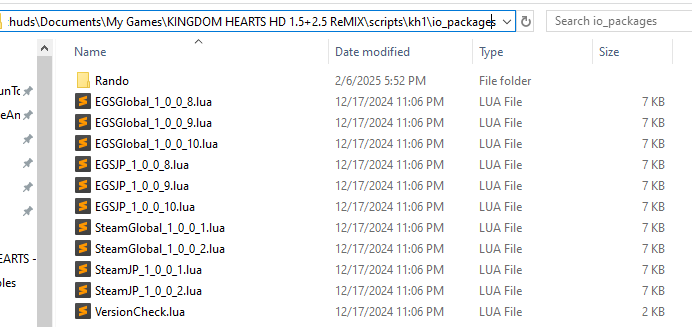 huds\Documents\My Games\KINGDOM HEARTS HD 1.5+2.5 ReMIX\scripts\kh1\io_packages Search io_packages
Name Date modified Type Size
Rando 2/6/2025 5:52 PM File folder
EGSGlobal_1_0_0_8.lua 12/17/2024 11:06 PM LUA File 7 KB
EGSGlobal_1_0_0_9.lua 12/17/2024 11:06 PM LUA File 7 KB
EGSGlobal_1_0_0_10.lua 12/17/2024 11:06 PM LUA File 7 KB
EGSJP_1_0_0_8.lua 12/17/2024 11:06 PM LUA File 7 KB
EGSJP_1_0_0_9.lua 12/17/2024 11:06 PM LUA File 7 KB
EGSJP_1_0_0_10.lua 12/17/2024 11:06 PM LUA File 7 KB
SteamGlobal_1_0_0_1.lua 12/17/2024 11:06 PM LUA File 7 KB
SteamGlobal_1_0_0_2.lua 12/17/2024 11:06 PM LUA File 7 KB
SteamJP_1_0_0_1.lua 12/17/2024 11:06 PM LUA File 7 KB
SteamJP_1_0_0_2.lua 12/17/2024 11:06 PM LUA File 7 KB
VersionCheck.lua 12/17/2024 11:06 PM LUA File 2 KB